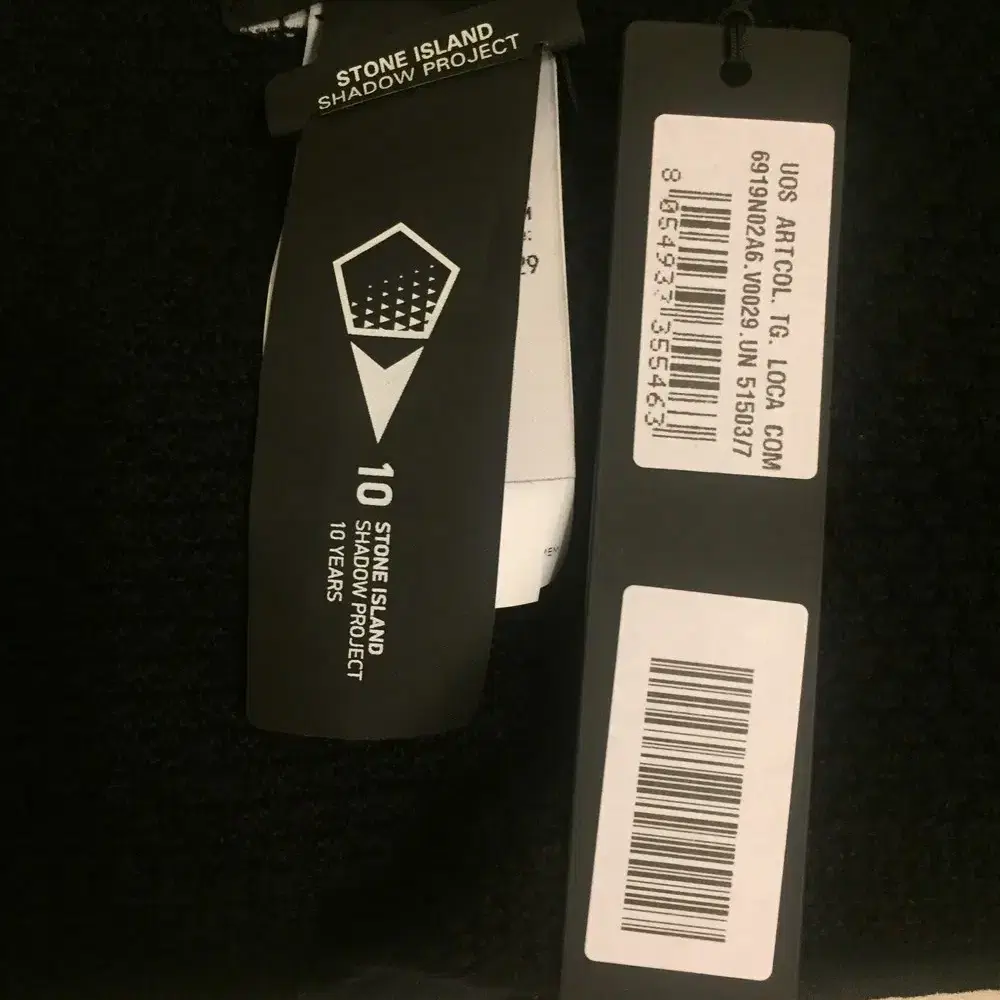 STONE ISLAND
SHADOW PROJECT
29
10
STONE ISLAND
SHADOW PROJECT
10 YEARS
UOS ARTCOL. TG. LOCA COM
6919N02A6.V0029.UN 51503/7
8 054933 355463